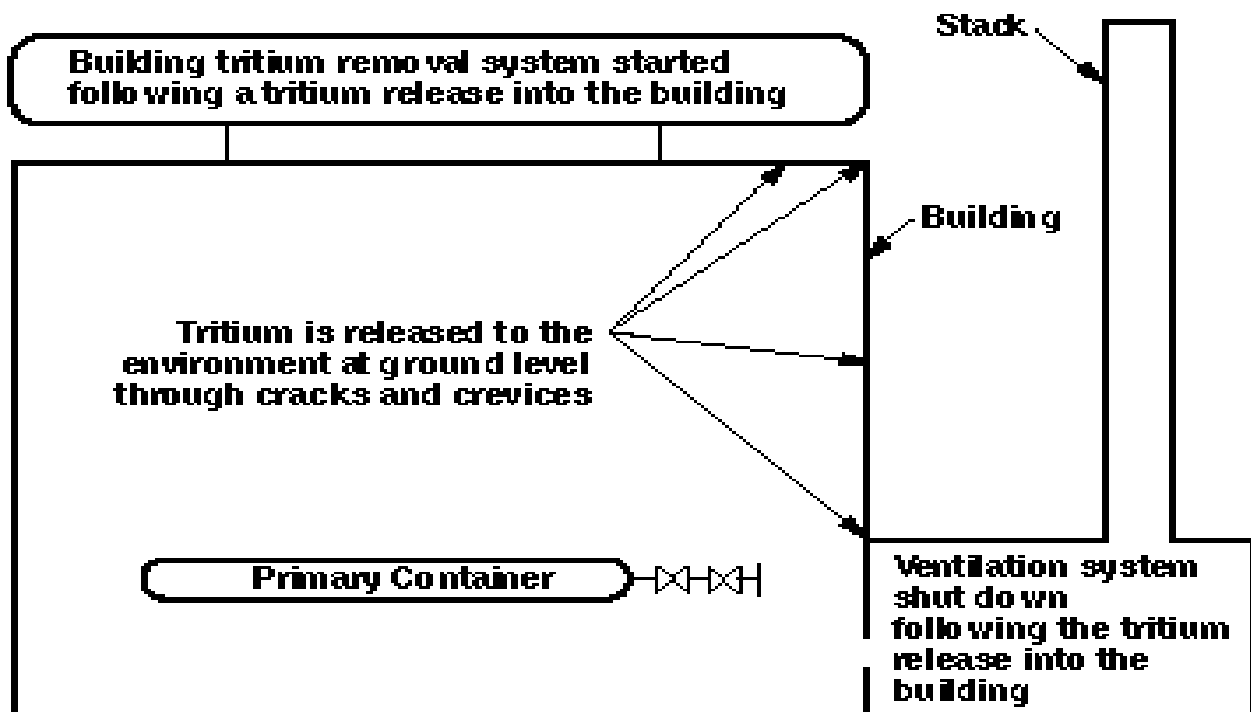 Stack
Building tritium removal system started
following a tritium release into the building
Building
Tritium is released to the
environment at ground level
through cracks and crevices
Primary Container
Ventilation system
shut down
following the tritium
release into the
building